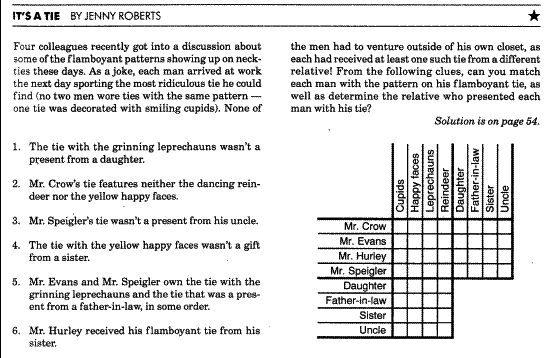 IT'S A TIE BY JENNY ROBERTS
Four colleagues recently got into a discussion about
some of the flamboyant patterns showing up on neck-
ties these days. As a joke, each man arrived at work
the next day sporting the most ridiculous tie he could
find (no two men wore ties with the same pattern —
one tie was decorated with smiling cupids). None of
the men had to venture outside of his own closet, as
each had received at least one such tie from a different
relative! From the following clues, can you match
each man with the pattern on his flamboyant tie, as
well as determine the relative who presented each
man with his tie?
Solution is on page 54.
1. The tie with the grinning leprechauns wasn't a
present from a daughter.
2. Mr. Crow's tie features neither the dancing rein-
deer nor the yellow happy faces.
3. Mr. Speigler's tie wasn't a present from his uncle.
4. The tie with the yellow happy faces wasn't a gift
from a sister.
5. Mr. Evans and Mr. Speigler own the tie with the
grinning leprechauns and the tie that was a pres-
ent from a father-in-law, in some order.
6. Mr. Hurley received his flamboyant tie from his
sister.
Cupids
Happy faces
Leprechauns
Reindeer
Daughter
Father-in-law
Sister
Uncle
Mr. Crow
Mr. Evans
Mr. Hurley
Mr. Speigler
Daughter
Father-in-law
Sister
Uncle